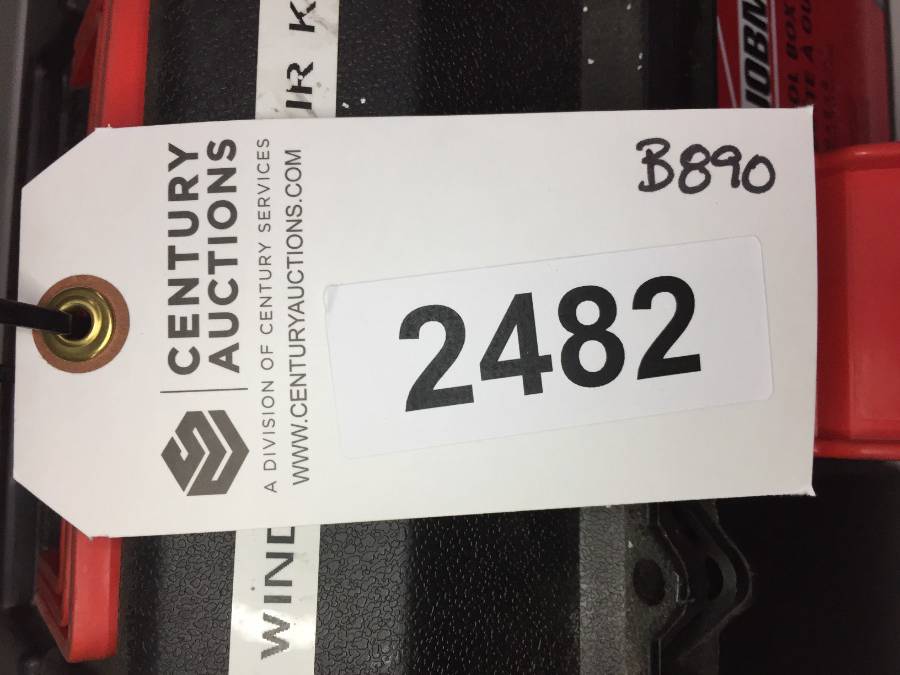 CENTURY
AUCTIONS
A DIVISION OF CENTURY SERVICES
WWW.CENTURYAUCTIONS.COM
B890
2482